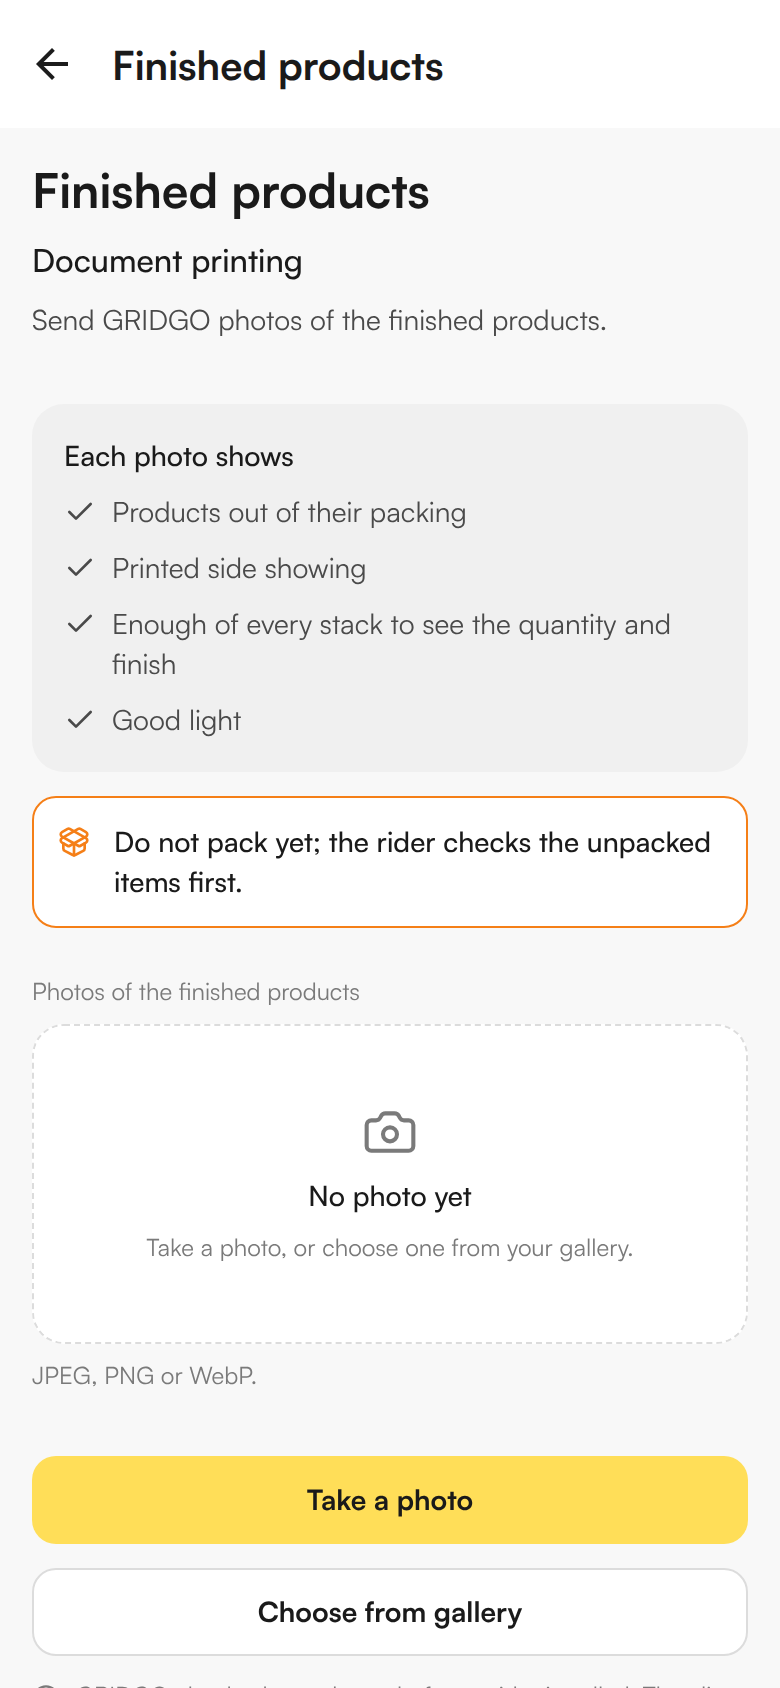 Finished products
Finished products
Document printing
Send GRIDGO photos of the finished products.
Each photo shows
Products out of their packing
Printed side showing
Enough of every stack to see the quantity and
finish
Good light
Do not pack yet; the rider checks the unpacked
items first.
Photos of the finished products
No photo yet
Take a photo, or choose one from your gallery.
JPEG, PNG or WebP.
Take a photo
Choose from gallery